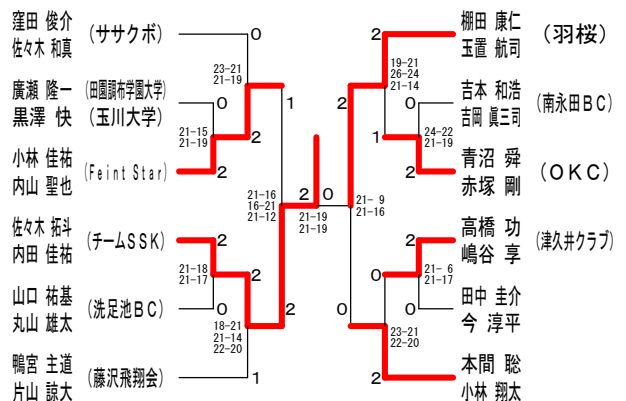 窪田 俊介
佐々木 和真
(ササクボ)
0
廣瀬 隆一
(田園調布学園大学)
黒澤 快
(玉川大学)
0
小林 佳祐
内山 聖也
(Feint Star)
2
21-15
21-19
2
23-21
21-19
1
佐々木 拓斗
内田 佳祐
(チームSSK)
2
山口 祐基
丸山 雄太
(洗足池BC)
0
21-18
21-17
2
鴨宮 主道
片山 諒大
(藤沢飛翔会)
1
18-21
21-14
22-20
2
21-16
16-21
21-12
2
0
21-19
21-19
棚田 康仁
玉置 航司
(羽桜)
2
吉本 和浩
吉岡 眞三司
(南永田BC)
0
青沼 舜
赤塚 剛
(OKC)
2
24-22
21-19
1
19-21
26-24
21-14
2
高橋 功
嶋谷 享
(津久井クラブ)
2
田中 圭介
今 淳平
0
21- 6
21-17
0
本間 聡
小林 翔太
2
23-21
22-20
0
21- 9
21-16